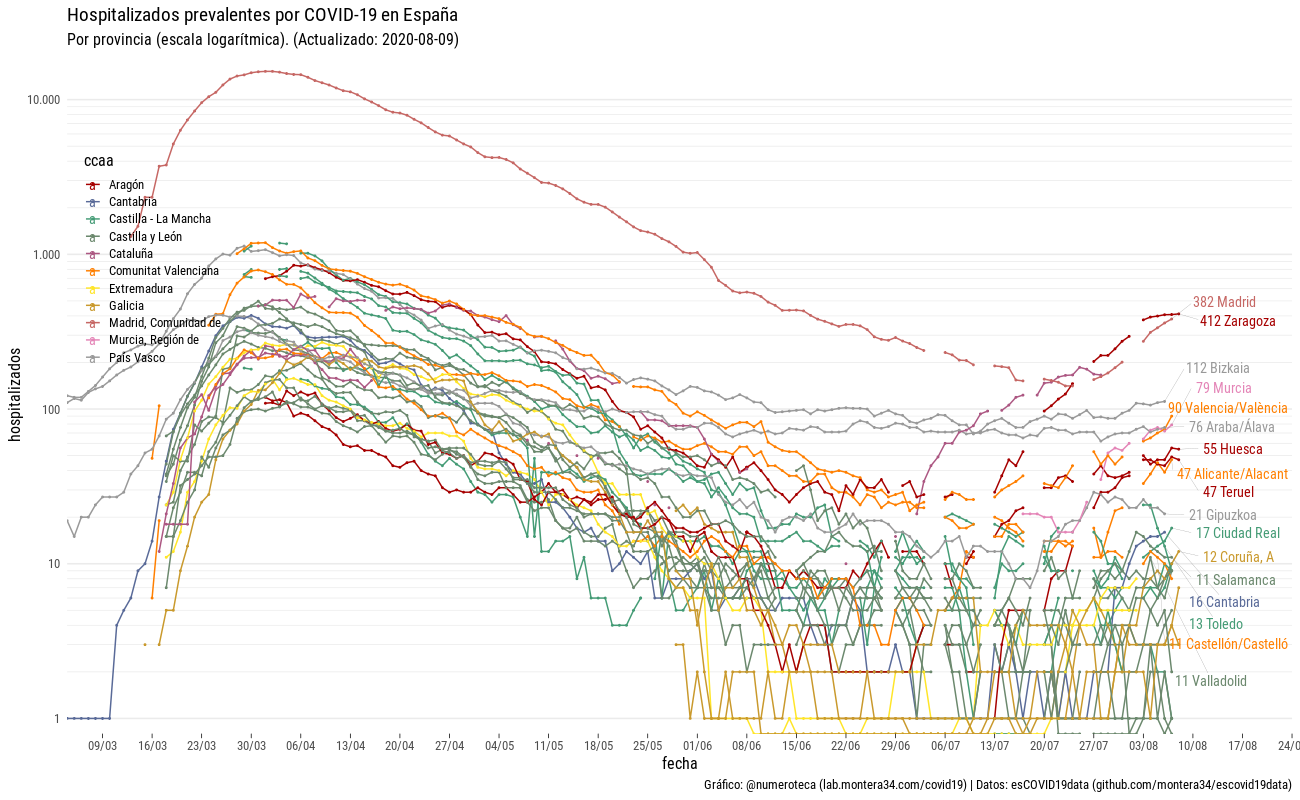 Hospitalizados prevalentes por COVID-19 en España
Por provincia (escala logarítmica). (Actualizado: 2020-08-09)
hospitalizados
10.000
1.000
100
10
1
ccaa
Aragón
Cantabria
Castilla - La Mancha
Castilla y León
Cataluña
Comunitat Valenciana
Extremadura
Galicia
Madrid, Comunidad de
Murcia, Región de
País Vasco
382 Madrid
412 Zaragoza
112 Bizkaia
79 Murcia
90 Valencia/València
76 Araba/Álava
55 Huesca
47 Alicante/Alacant
47 Teruel
21 Gipuzkoa
17 Ciudad Real
12 Coruña, A
11 Salamanca
16 Cantabria
13 Toledo
11 Castellón/Castelló
11 Valladolid
09/03 16/03 23/03 30/03 06/04 13/04 20/04 27/04 04/05 11/05 18/05 25/05 01/06 08/06 15/06 22/06 29/06 06/07 13/07 20/07 27/07 03/08 10/08 17/08 24/0
fecha
Gráfico: @numeroteca (lab.montera34.com/covid19) | Datos: esCOVID19data (github.com/montera34/escovid19data)